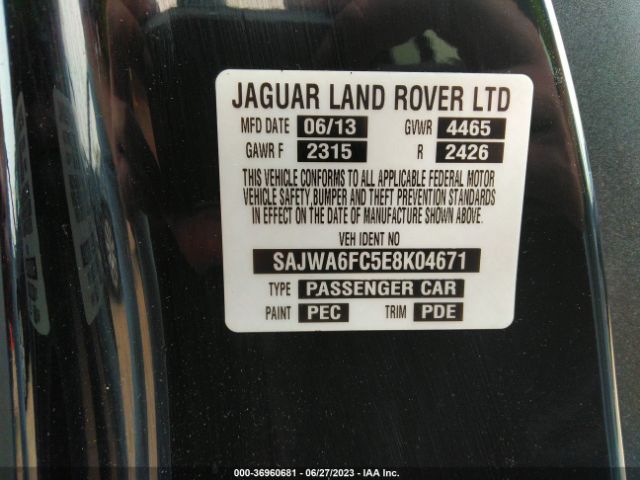 JAGUAR LAND ROVER LTD
MFD DATE 06/13 GVWR 4465
GAWR F 2315 R 2426
THIS VEHICLE CONFORMS TO ALL APPLICABLE FEDERAL MOTOR
VEHICLE SAFETY, BUMPER AND THEFT PREVENTION STANDARDS
IN EFFECT ON THE DATE OF MANUFACTURE SHOWN ABOVE.
VEH IDENT NO
SAJWA6FC5E8K04671
TYPE PASSENGER CAR
PAINT PEC TRIM PDE
000-36960681 - 06/27/2023 - IAA Inc.